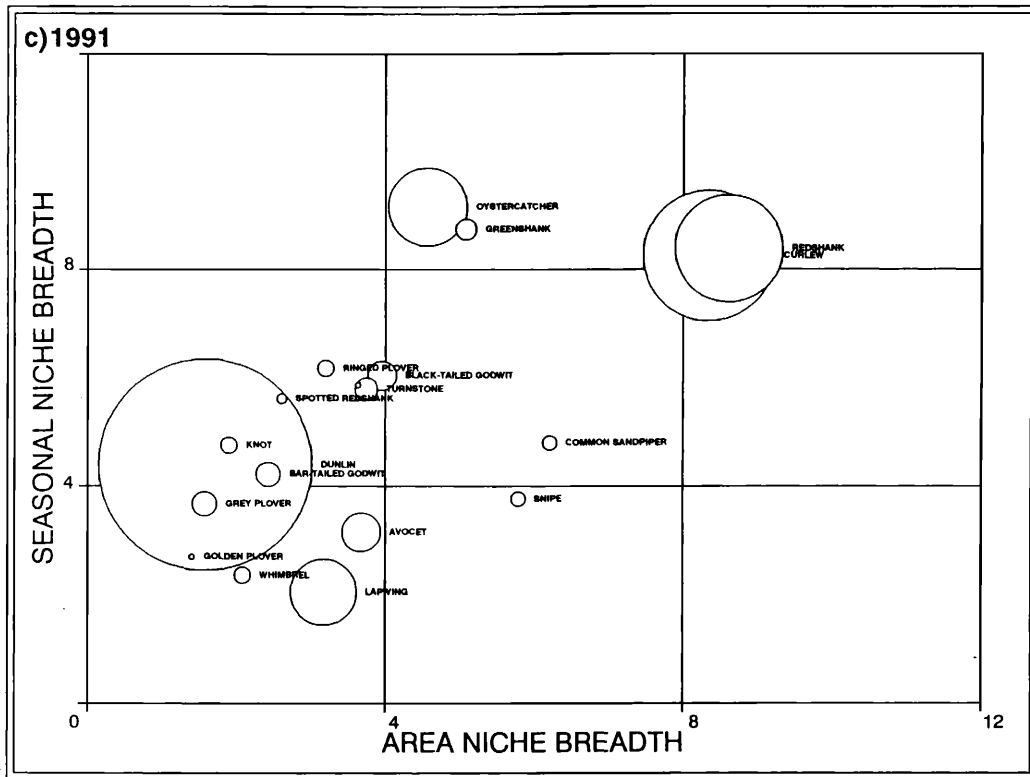 c)1991
SEASONAL NICHE BREADTH
OYSTERCATCHER
GREENSHANK
REDSHANK
CURLEW
8
RINGED PLOVER
BLACK-TAILED GODWIT
TURNSTONE
SPOTTED REDSHANK
KNOT
COMMON SANDPIPER
DUNLIN
BAR-TAILED GODWIT
4
SNIPE
GREY PLOVER
AVOCET
GOLDEN PLOVER
WHIMBREL
LAPWING
0
4
8
12
AREA NICHE BREADTH